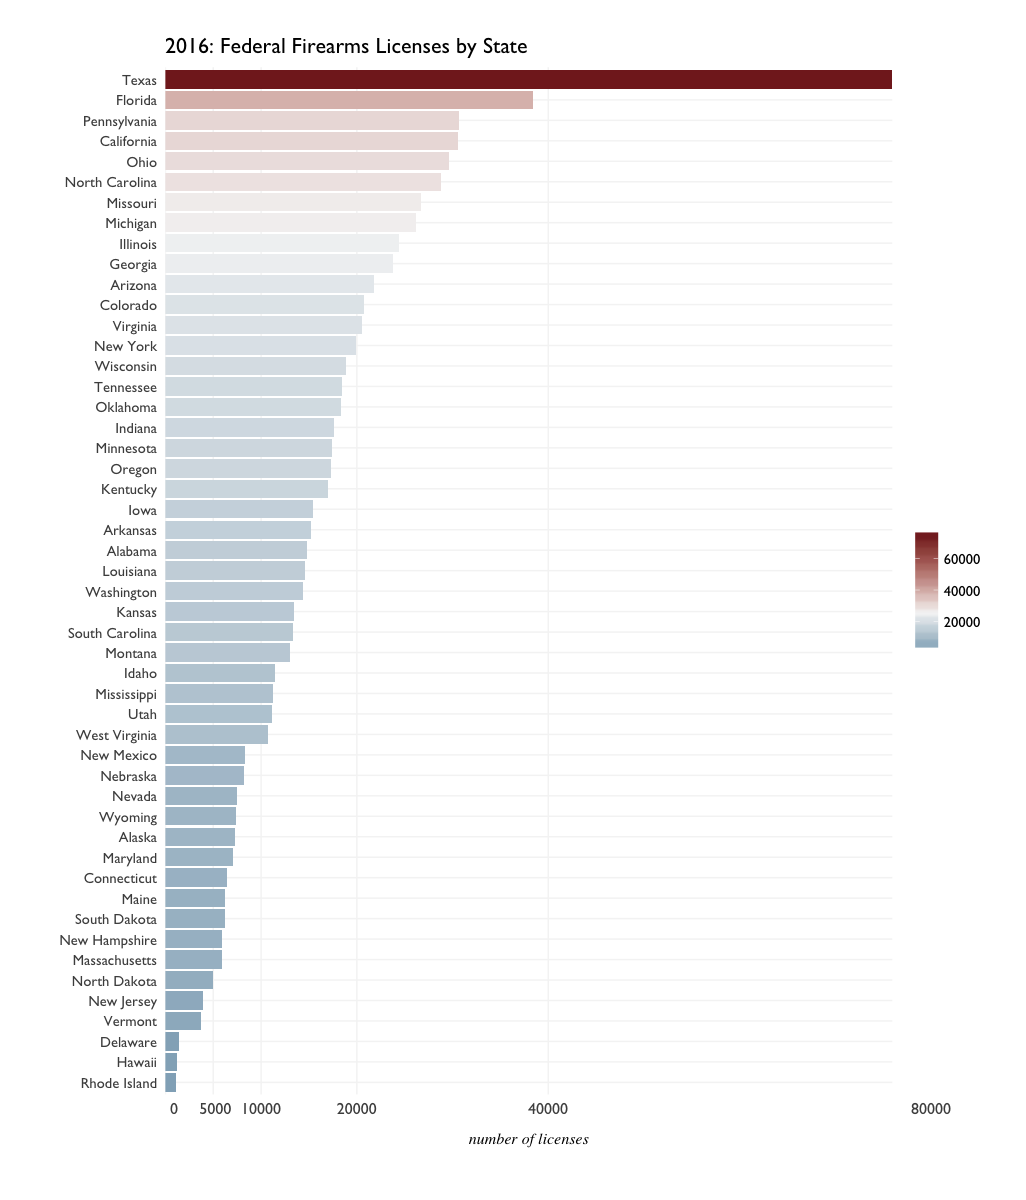 2016: Federal Firearms Licenses by State
Texas
Florida
Pennsylvania
California
Ohio
North Carolina
Missouri
Michigan
Illinois
Georgia
Arizona
Colorado
Virginia
New York
Wisconsin
Tennessee
Oklahoma
Indiana
Minnesota
Oregon
Kentucky
Iowa
Arkansas
Alabama
Louisiana
Washington
Kansas
South Carolina
Montana
Idaho
Mississippi
Utah
West Virginia
New Mexico
Nebraska
Nevada
Wyoming
Alaska
Maryland
Connecticut
Maine
South Dakota
New Hampshire
Massachusetts
North Dakota
New Jersey
Vermont
Delaware
Hawaii
Rhode Island
0 5000 10000 20000 40000 80000
number of licenses
60000
40000
20000